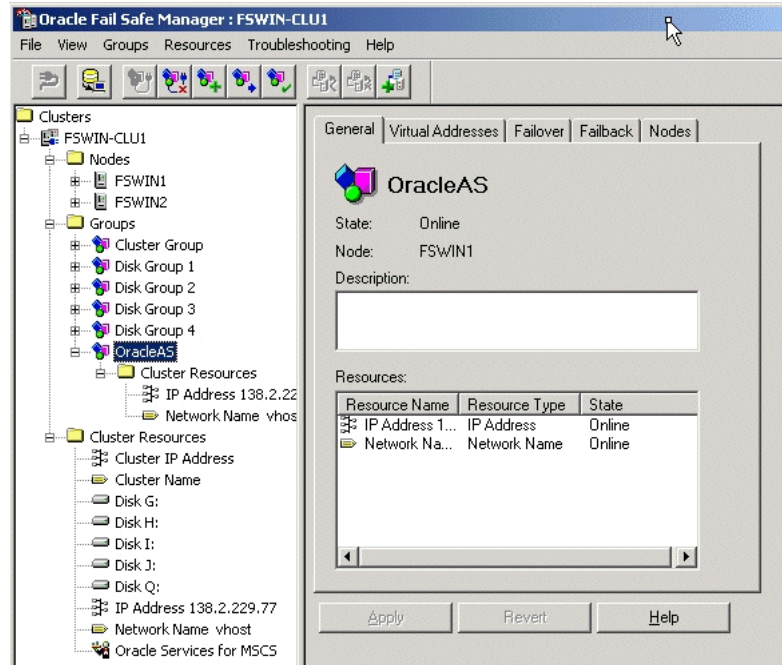 Oracle Fail Safe Manager : FSWIN-CLU1
File View Groups Resources Troubleshooting Help
Clusters
FSWIN-CLU1
Nodes
FSWIN1
FSWIN2
Groups
Cluster Group
Disk Group 1
Disk Group 2
Disk Group 3
Disk Group 4
OracleAS
Cluster Resources
IP Address 138.2.22
Network Name vhos
Cluster Resources
Cluster IP Address
Cluster Name
Disk G:
Disk H:
Disk I:
Disk J:
Disk Q:
IP Address 138.2.229.77
Network Name vhost
Oracle Services for MSCS
General Virtual Addresses Failover Failback Nodes
OracleAS
State: Online
Node: FSWIN1
Description:
Resources:
Resource Name Resource Type State
IP Address 1... IP Address Online
Network Na... Network Name Online
Apply Revert Help